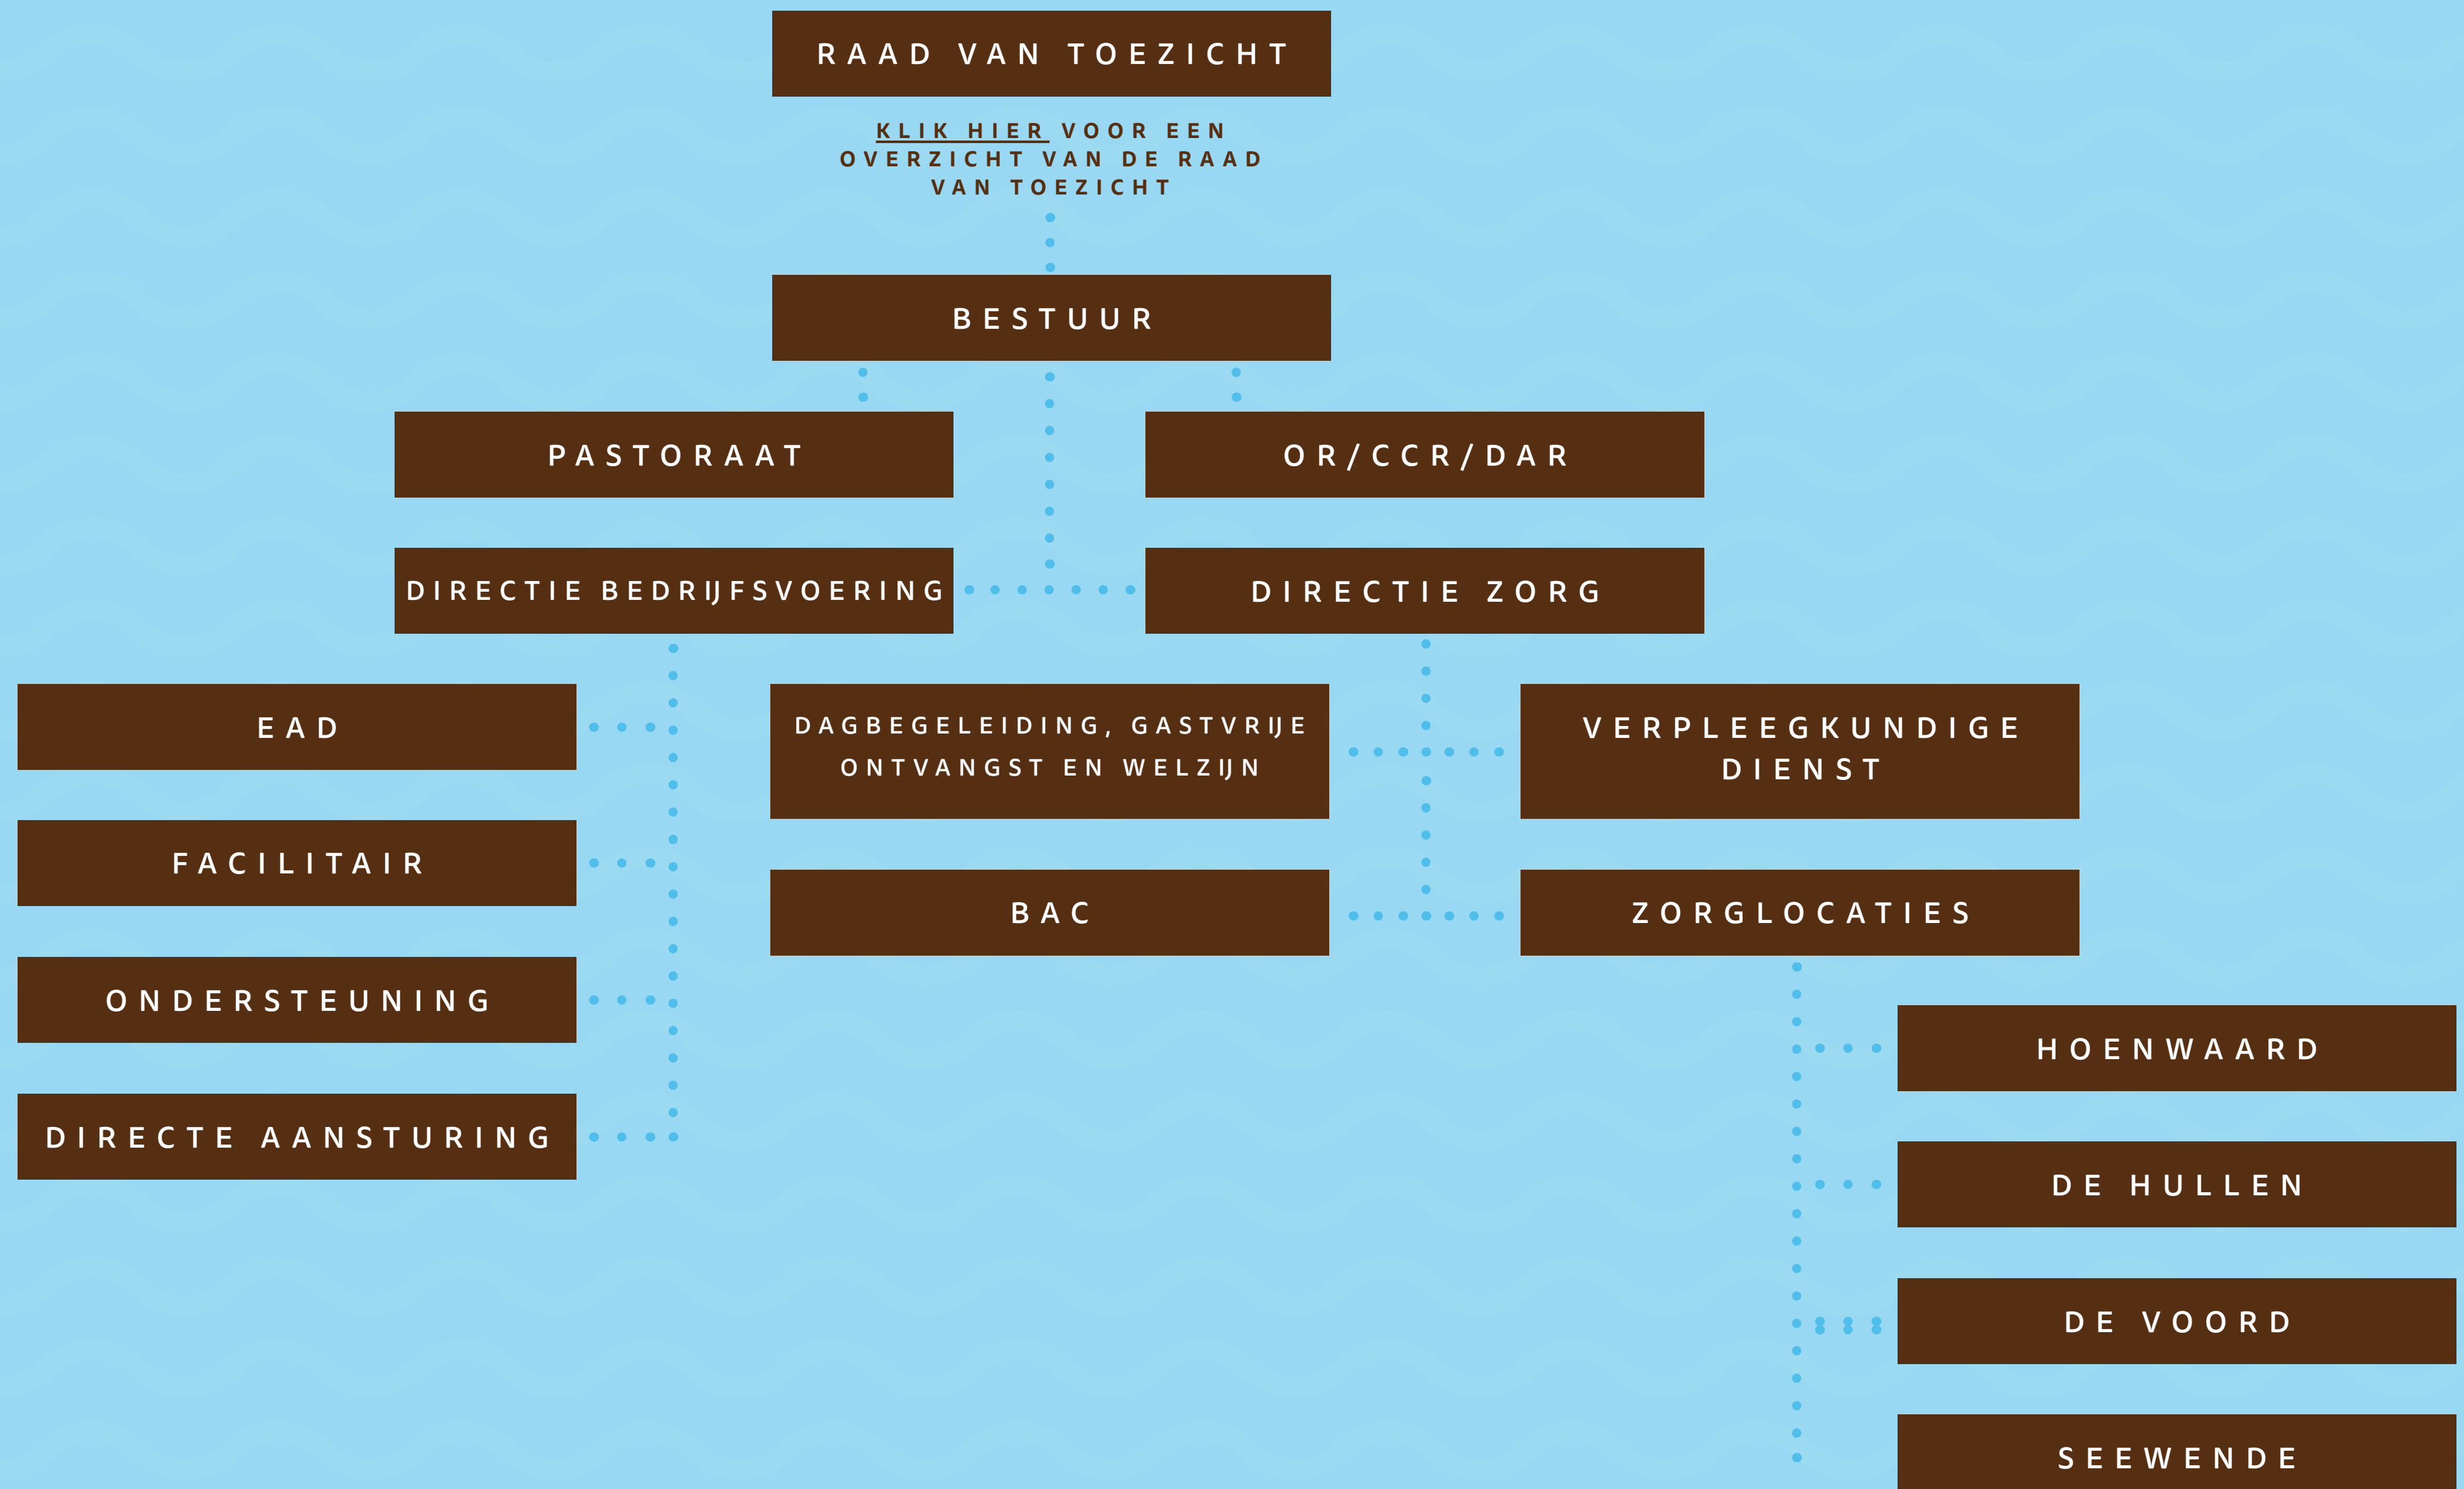 RAAD VAN TOEZICHT
KLIK HIER VOOR EEN
OVERZICHT VAN DE RAAD
VAN TOEZICHT
BESTUUR
PASTORAAT
OR/CCR/DAR
DIRECTIE BEDRIJFSVOERING
DIRECTIE ZORG
EAD
DAGBEGELEIDING, GASTVRIJE
ONTVANGST EN WELZIJN
VERPLEEGKUNDIGE
DIENST
FACILITAIR
BAC
ZORGLOCATIES
ONDERSTEUNING
HOENWAARD
DIRECTE AANSTURING
DE HULLEN
DE VOORD
SEEWENDE